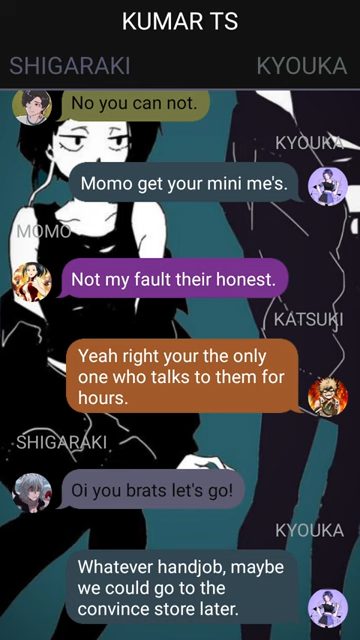 KUMAR TS
SHIGARAKI KYOUKA
No you can not.
KYOUKA
Momo get your mini me's.
MOMO
Not my fault their honest.
KATSUKI
Yeah right your the only
one who talks to them for
hours.
SHIGARAKI
Oi you brats let's go!
KYOUKA
Whatever handjob, maybe
we could go to the
convince store later.